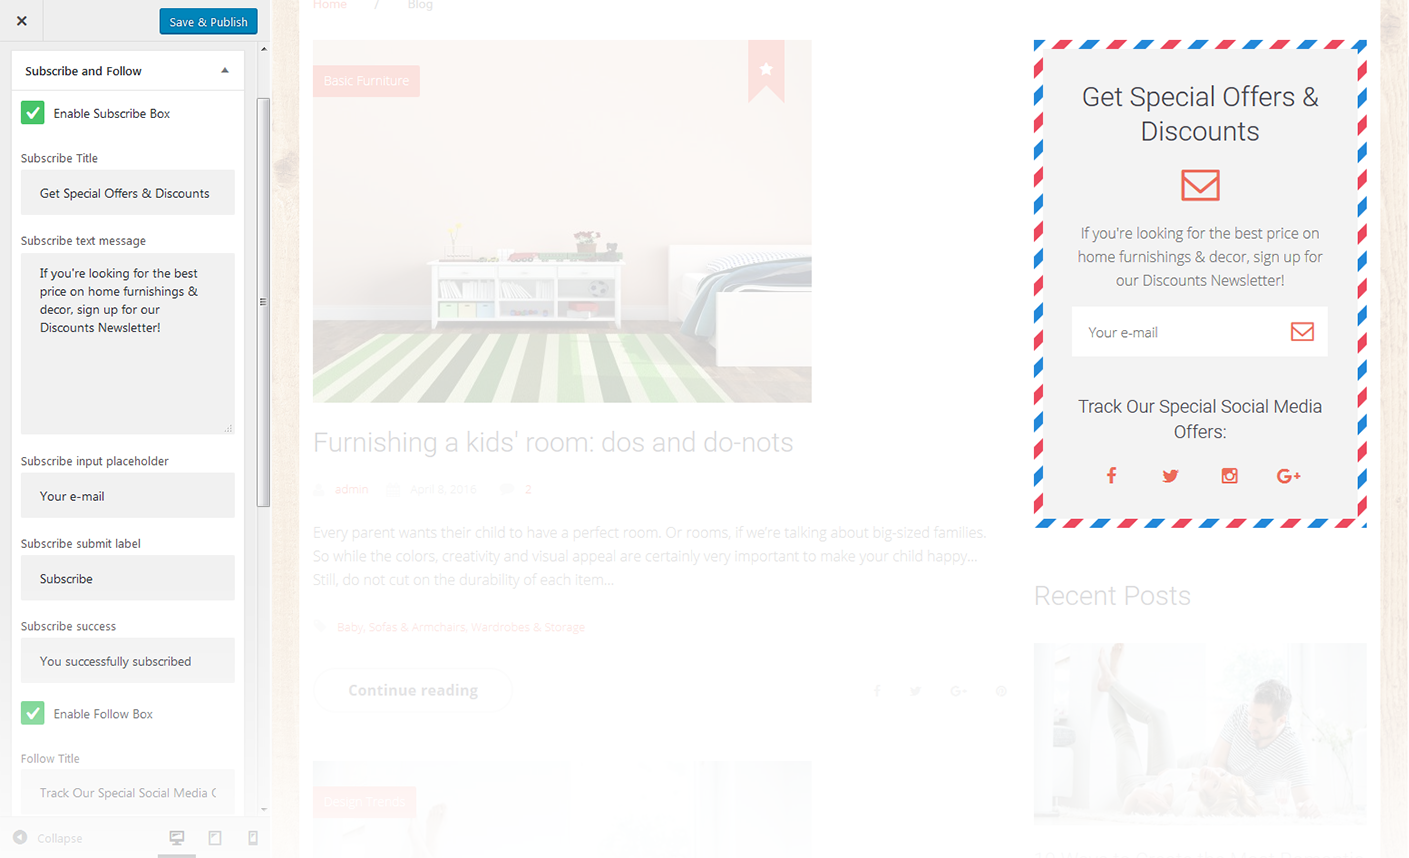 Save & Publish
Subscribe and Follow
Enable Subscribe Box
Subscribe Title
Get Special Offers & Discounts
Subscribe text message
If you're looking for the best
price on home furnishings &
decor, sign up for our
Discounts Newsletter!
Subscribe input placeholder
Your e-mail
Subscribe submit label
Subscribe
Subscribe success
You successfully subscribed
Enable Follow Box
Follow Title
Track Our Special Social Media
Collapse
Home / Blog
Basic Furniture
Furnishing a kids' room: dos and do-nots
admin April 8, 2016 2
Every parent wants their child to have a perfect room. Or rooms, if we're talking about big-sized families.
So while the colors, creativity and visual appeal are certainly very important to make your child happy...
Still, do not cut on the durability of each item...
Baby, Sofas & Armchairs, Wardrobes & Storage
Continue reading
Design Trends
Get Special Offers &
Discounts
If you're looking for the best price on
home furnishings & decor, sign up for
our Discounts Newsletter!
Your e-mail
Track Our Special Social Media
Offers:
Recent Posts